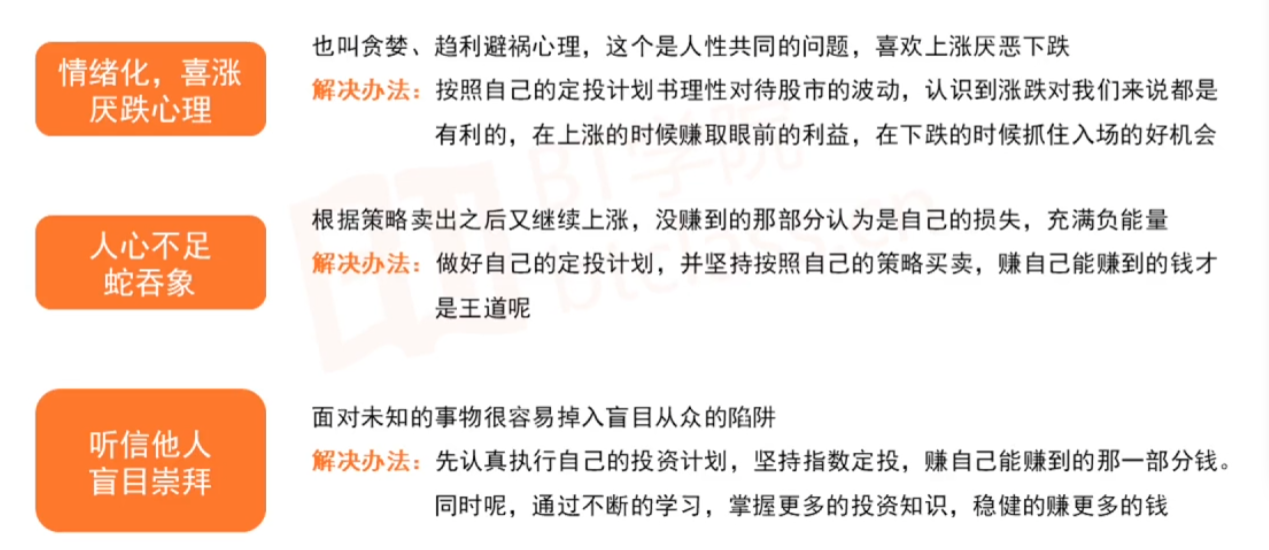 情绪化，喜涨
厌跌心理
也叫贪婪、趋利避祸心理，这个是人性共同的问题，喜欢上涨厌恶下跌
解决办法：按照自己的定投计划书理性对待股市的波动，认识到涨跌对我们来说都是
有利的，在上涨的时候赚取眼前的利益，在下跌的时候抓住入场的好机会
人心不足
蛇吞象
根据策略卖出之后又继续上涨，没赚到的那部分认为是自己的损失，充满负能量
解决办法：做好自己的定投计划，并坚持按照自己的策略买卖，赚自己能赚到的钱才
是王道呢
听信他人
盲目崇拜
面对未知的事物很容易掉入盲目从众的陷阱
解决办法：先认真执行自己的投资计划，坚持指数定投，赚自己能赚到的那一部分钱。
同时呢，通过不断的学习，掌握更多的投资知识，稳健的赚更多的钱
BT学院
btclass.cn